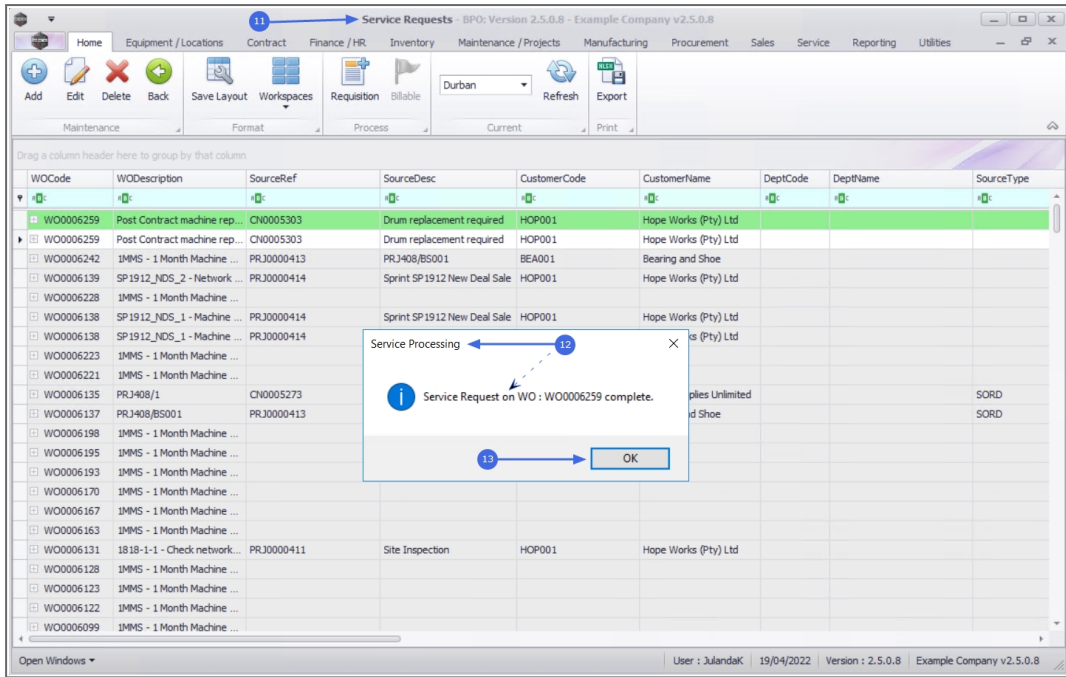 11 Service Requests - BPO: Version 2.5.0.8 - Example Company v2.5.0.8
Home Equipment / Locations Contract Finance / HR Inventory Maintenance / Projects Manufacturing Procurement Sales Service Reporting Utilities
Add Edit Delete Back Save Layout Workspaces Requisition Billable Durban Refresh Export
Maintenance Format Process Current Print
Drag a column header here to group by that column
WOCode WODescription SourceRef SourceDesc CustomerCode CustomerName DeptCode DeptName SourceType
WO0006259 Post Contract machine rep... CN0005303 Drum replacement required HOP001 Hope Works (Pty) Ltd
WO0006259 Post Contract machine rep... CN0005303 Drum replacement required HOP001 Hope Works (Pty) Ltd
WO0006242 1MMS - 1 Month Machine ... PRJ0000413 PRJ408/BS001 BEA001 Bearing and Shoe
WO0006139 SP1912_NDS_2 - Network ... PRJ0000414 Sprint SP1912 New Deal Sale HOP001 Hope Works (Pty) Ltd
WO0006228 1MMS - 1 Month Machine ...
WO0006138 SP1912_NDS_1 - Machine ... PRJ0000414 Sprint SP1912 New Deal Sale HOP001 Hope Works (Pty) Ltd
WO0006138 SP1912_NDS_1 - Machine ... PRJ0000414 ks (Pty) Ltd
WO0006223 1MMS - 1 Month Machine ...
WO0006221 1MMS - 1 Month Machine ...
WO0006135 PRJ408/1 CN0005273 plies Unlimited SORD
WO0006137 PRJ408/BS001 PRJ0000413 d Shoe SORD
WO0006198 1MMS - 1 Month Machine ...
WO0006195 1MMS - 1 Month Machine ...
WO0006193 1MMS - 1 Month Machine ...
WO0006170 1MMS - 1 Month Machine ...
WO0006167 1MMS - 1 Month Machine ...
WO0006163 1MMS - 1 Month Machine ...
WO0006131 1818-1-1 - Check network... PRJ0000411 Site Inspection HOP001 Hope Works (Pty) Ltd
WO0006128 1MMS - 1 Month Machine ...
WO0006123 1MMS - 1 Month Machine ...
WO0006122 1MMS - 1 Month Machine ...
WO0006099 1MMS - 1 Month Machine ...
Service Processing 12
Service Request on WO : WO0006259 complete.
13 OK
Open Windows User : JulandaK 19/04/2022 Version : 2.5.0.8 Example Company v2.5.0.8